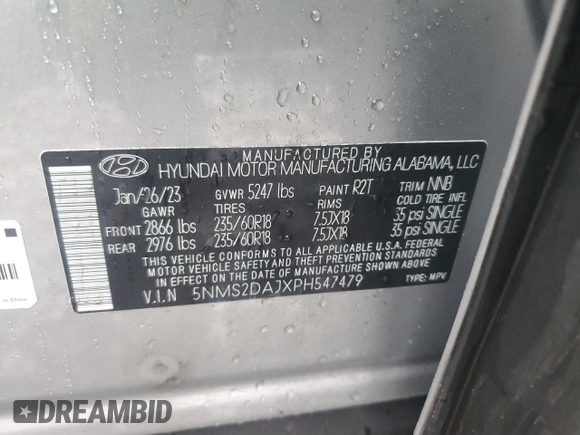 MANUFACTURED BY
HYUNDAI MOTOR MANUFACTURING ALABAMA, LLC
Jan/26/23 GVWR 5247 lbs PAINT R2T TRIM NNB
GAWR TIRES RIMS COLD TIRE INFL
FRONT 2866 lbs 235/60R18 7.5JX18 35 psi SINGLE
REAR 2976 lbs 235/60R18 7.5JX18 35 psi SINGLE
THIS VEHICLE CONFORMS TO ALL APPLICABLE U.S.A. FEDERAL
MOTOR VEHICLE SAFETY, BUMPER, AND THEFT PREVENTION STANDARDS
IN EFFECT ON THE DATE OF MANUFACTURE SHOWN ABOVE.
V.I.N 5NMS2DAJXPH547479 TYPE: MPV
DREAMBID